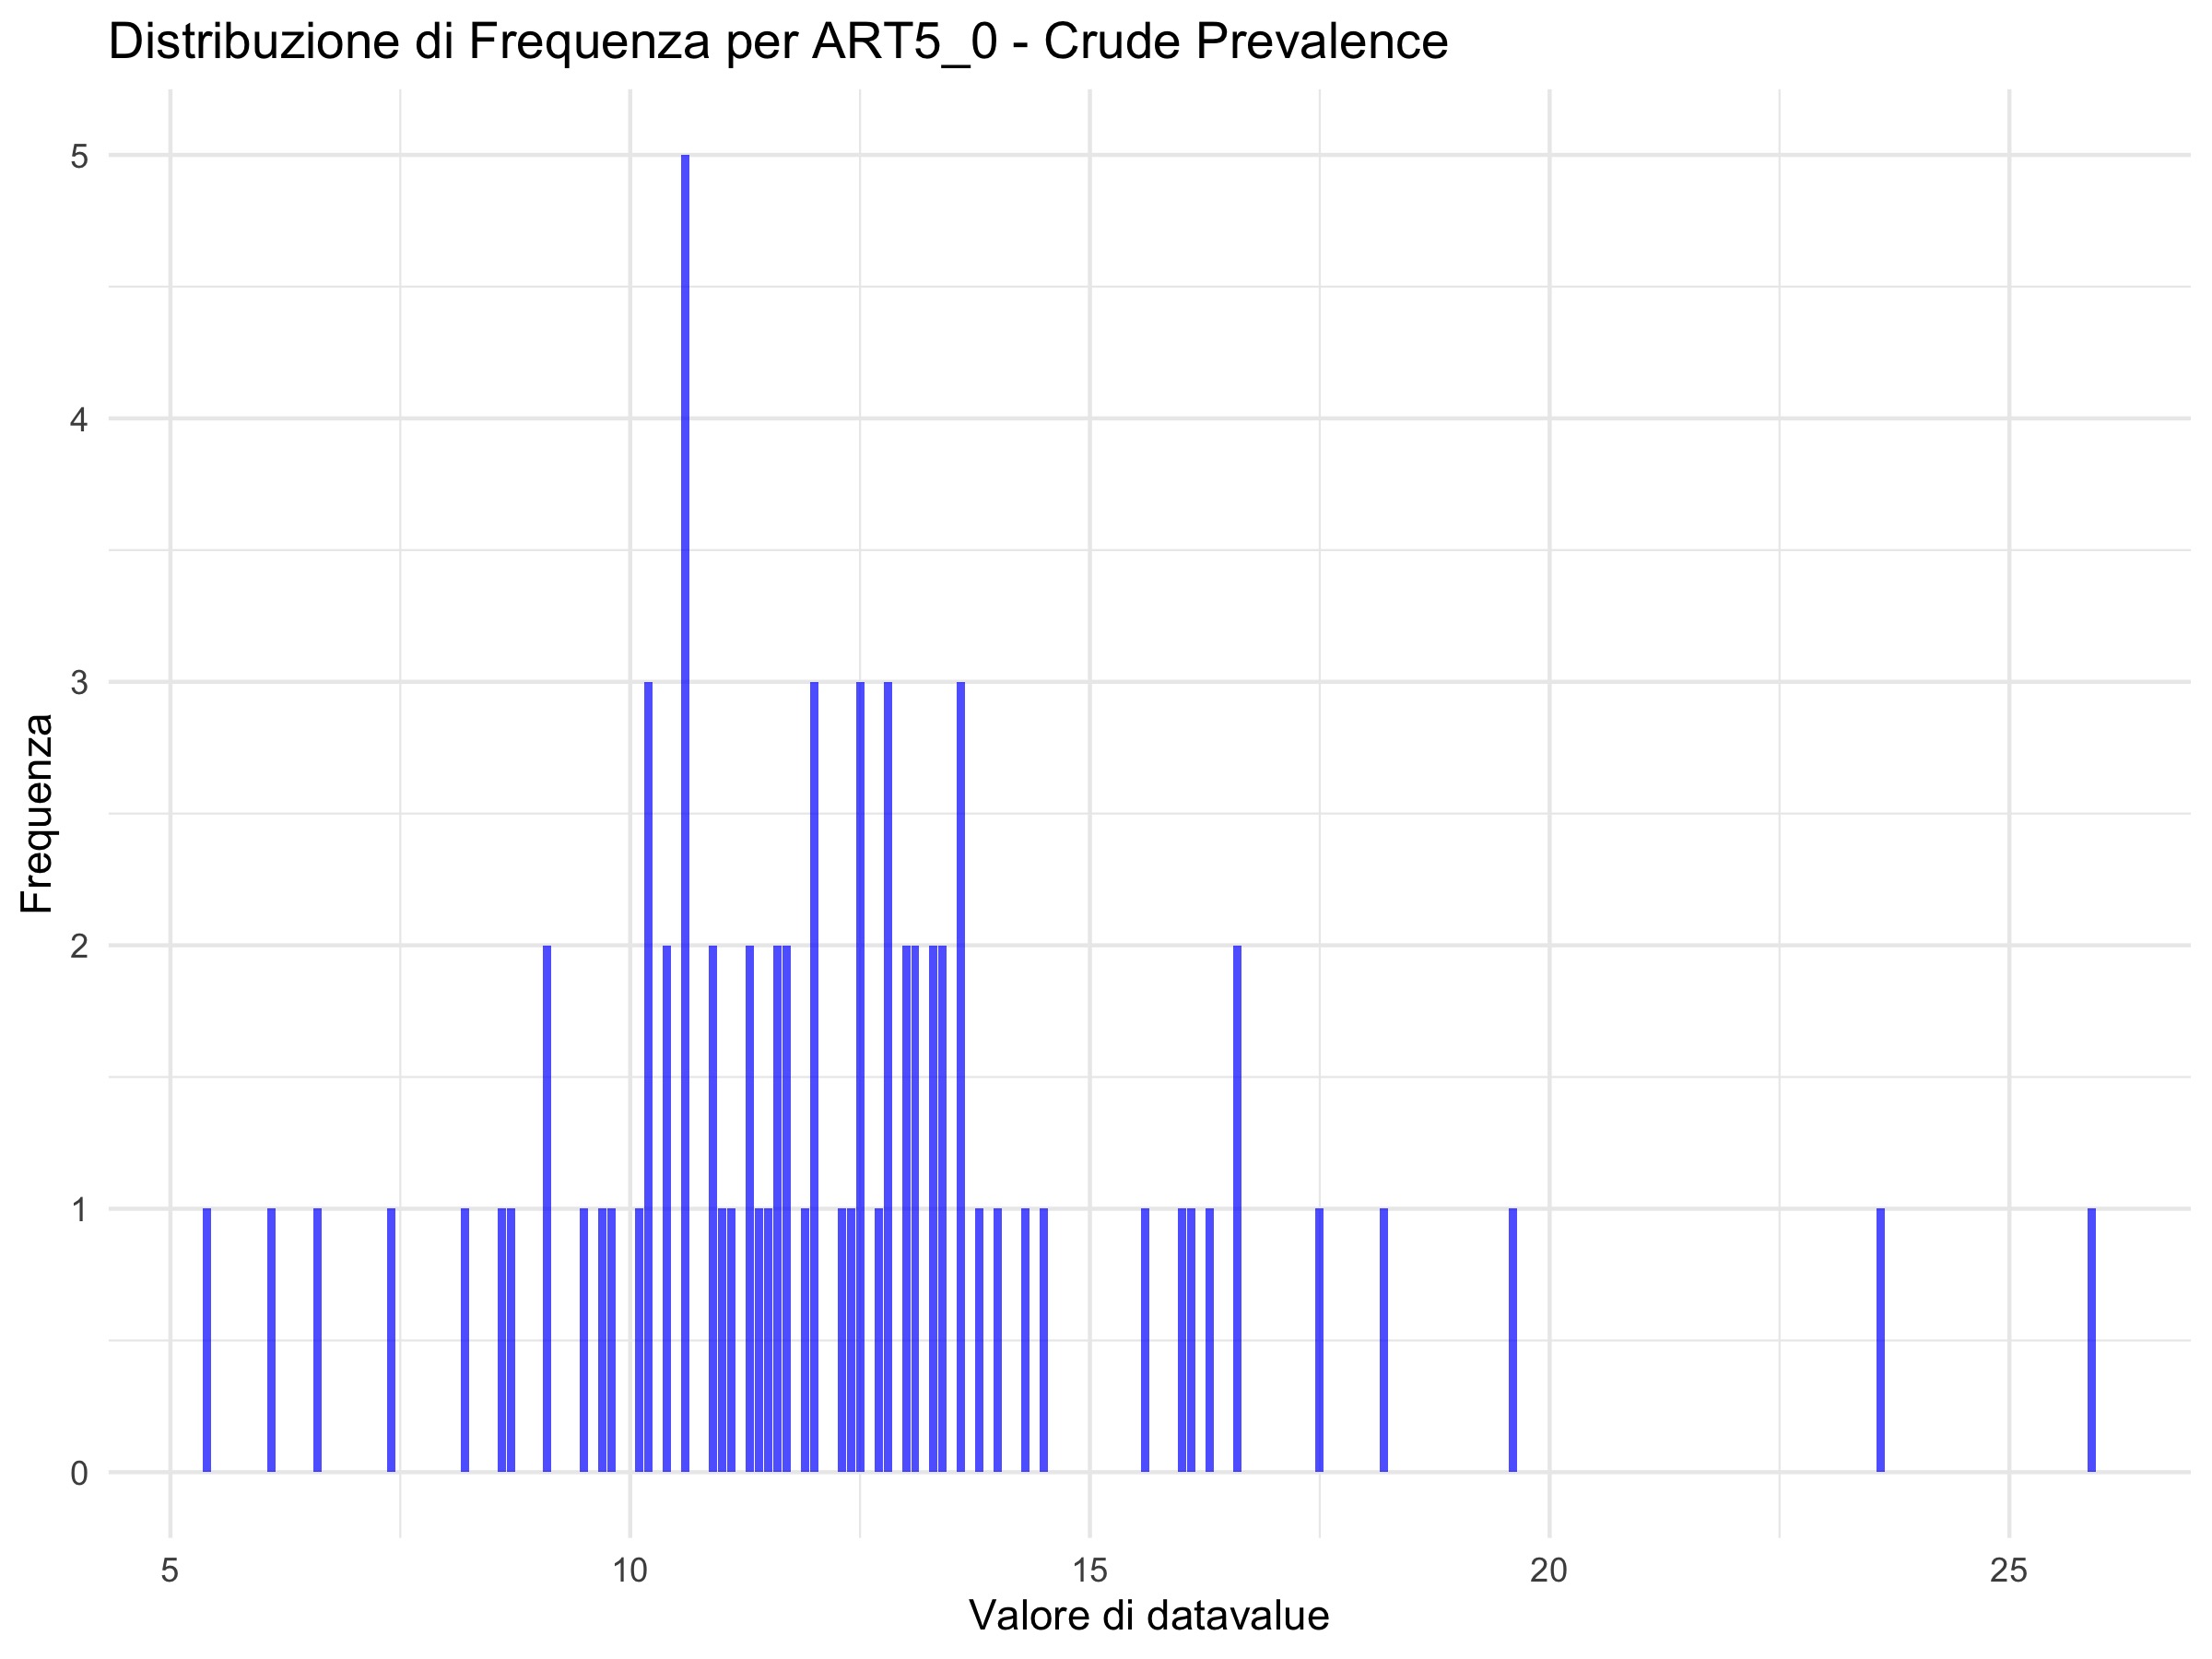 Distribuzione di Frequenza per ART5_0 - Crude Prevalence
5
4
3
2
1
0
Frequenza
5 10 15 20 25
Valore di datavalue